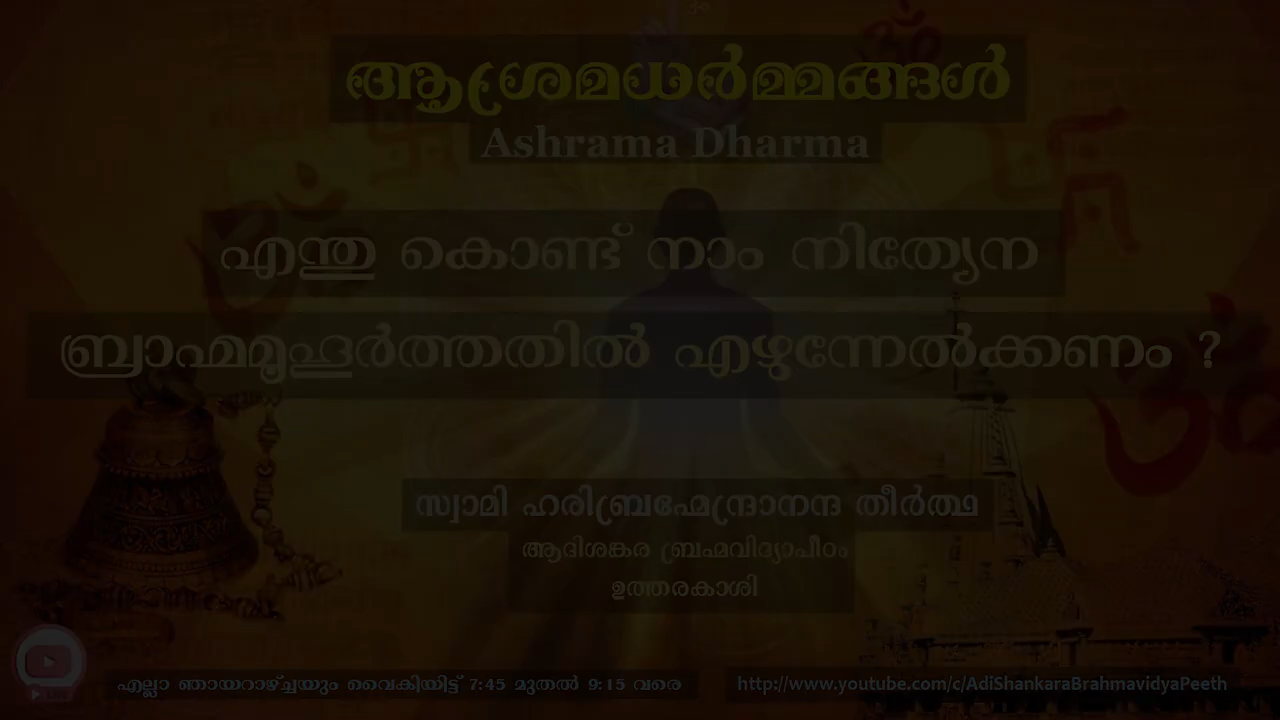 ആശ്രമധർമ്മങ്ങൾ
Ashrama Dharma
എന്തു കൊണ്ട് നാം നിത്യേന
ബ്രാഹ്മമൂഹൂർത്തതിൽ എഴുന്നേൽക്കണം ?
സ്വാമി ഹരിബ്രഹ്മേന്ദ്രാനന്ദ തീർത്ഥ
ആദിശങ്കര ബ്രഹ്മവിദ്യാപീഠം
ഉത്തരകാശി
എല്ലാ ഞായറാഴ്ച്ചയും വൈകിയിട്ട് 7:45 മുതൽ 9:15 വരെ
http://www.youtube.com/c/AdiShankaraBrahmavidyaPeeth